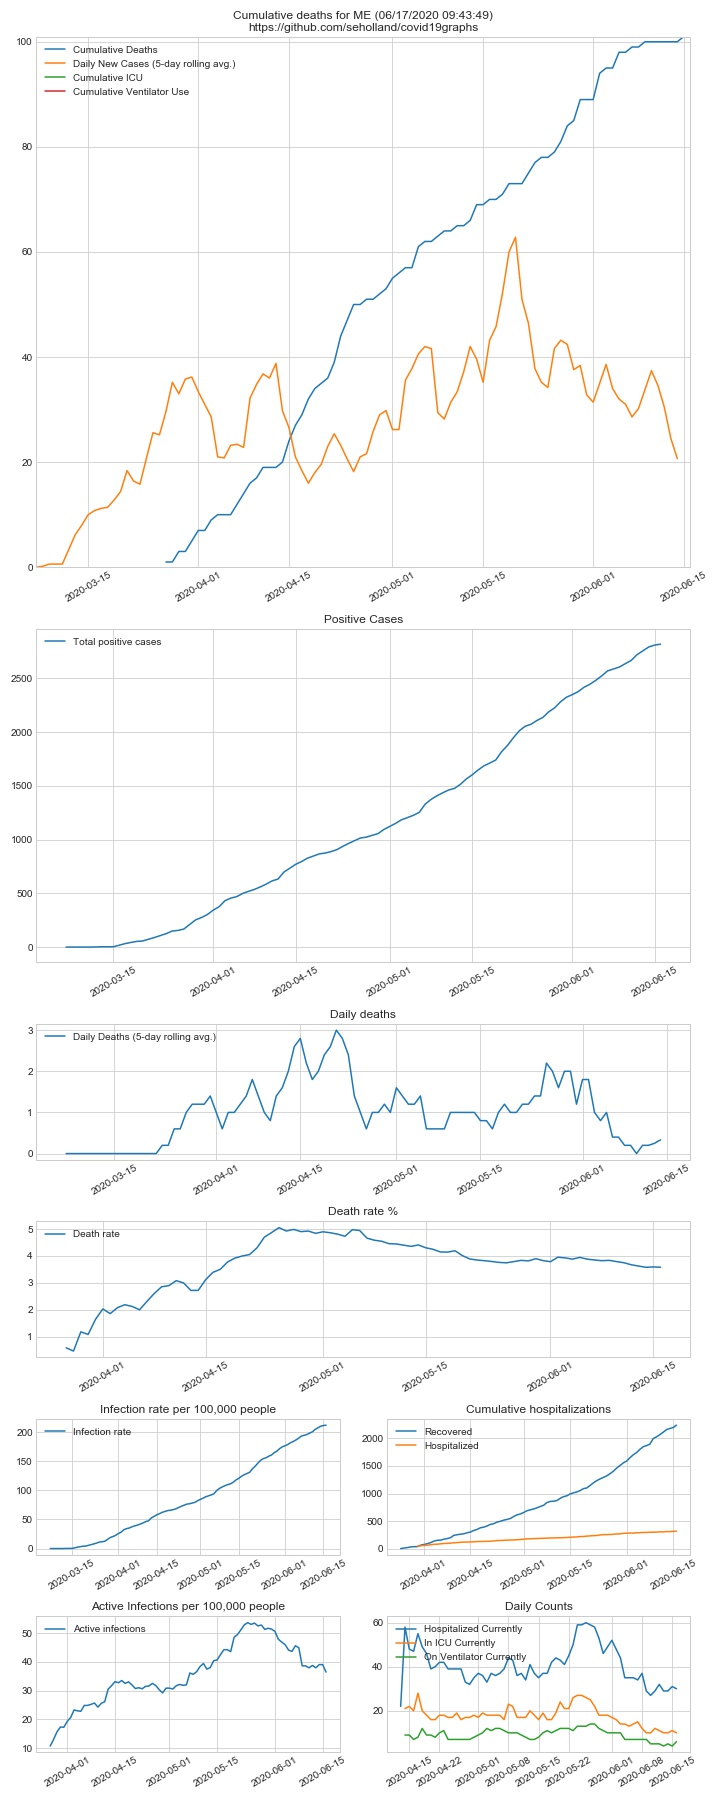 Cumulative deaths for ME (06/17/2020 09:43:49)
https://github.com/seholland/covid19graphs
Cumulative Deaths
Daily New Cases (5-day rolling avg.)
Cumulative ICU
Cumulative Ventilator Use
100
80
60
40
20
0
2020-03-15 2020-04-01 2020-04-15 2020-05-01 2020-05-15 2020-06-01 2020-06-15
Positive Cases
Total positive cases
2500
2000
1500
1000
500
0
2020-03-15 2020-04-01 2020-04-15 2020-05-01 2020-05-15 2020-06-01 2020-06-15
Daily deaths
Daily Deaths (5-day rolling avg.)
3
2
1
0
2020-03-15 2020-04-01 2020-04-15 2020-05-01 2020-05-15 2020-06-01 2020-06-15
Death rate %
Death rate
5
4
3
2
1
2020-04-01 2020-04-15 2020-05-01 2020-05-15 2020-06-01 2020-06-15
Infection rate per 100,000 people
Infection rate
200
150
100
50
0
2020-03-15 2020-04-01 2020-04-15 2020-05-01 2020-05-15 2020-06-01 2020-06-15
Cumulative hospitalizations
Recovered
Hospitalized
2000
1500
1000
500
0
2020-04-01 2020-04-15 2020-05-01 2020-05-15 2020-06-01 2020-06-15
Active Infections per 100,000 people
Active infections
50
40
30
20
10
2020-04-01 2020-04-15 2020-05-01 2020-05-15 2020-06-01 2020-06-15
Daily Counts
Hospitalized Currently
In ICU Currently
On Ventilator Currently
60
40
20
2020-04-15 2020-04-22 2020-05-01 2020-05-08 2020-05-15 2020-05-22 2020-06-01 2020-06-08 2020-06-15